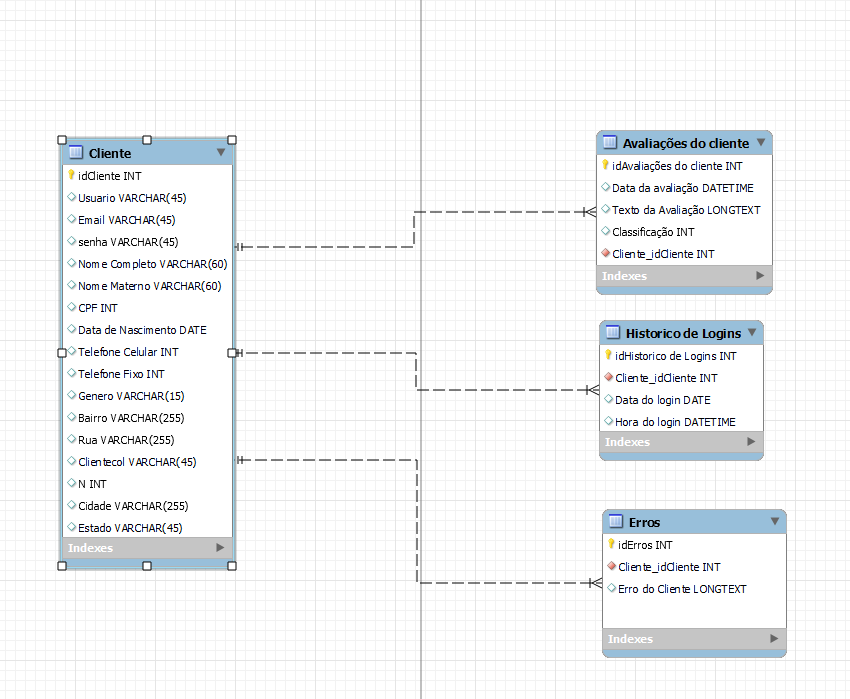 Cliente
idCliente INT
Usuario VARCHAR(45)
Email VARCHAR(45)
senha VARCHAR(45)
Nome Completo VARCHAR(60)
Nome Materno VARCHAR(60)
CPF INT
Data de Nascimento DATE
Telefone Celular INT
Telefone Fixo INT
Genero VARCHAR(15)
Bairro VARCHAR(255)
Rua VARCHAR(255)
Clientecol VARCHAR(45)
N INT
Cidade VARCHAR(255)
Estado VARCHAR(45)
Indexes
Avaliações do cliente
idAvaliações do cliente INT
Data da avaliação DATETIME
Texto da Avaliação LONGTEXT
Classificação INT
Cliente_idCliente INT
Indexes
Historico de Logins
idHistorico de Logins INT
Cliente_idCliente INT
Data do login DATE
Hora do login DATETIME
Indexes
Erros
idErros INT
Cliente_idCliente INT
Erro do Cliente LONGTEXT
Indexes